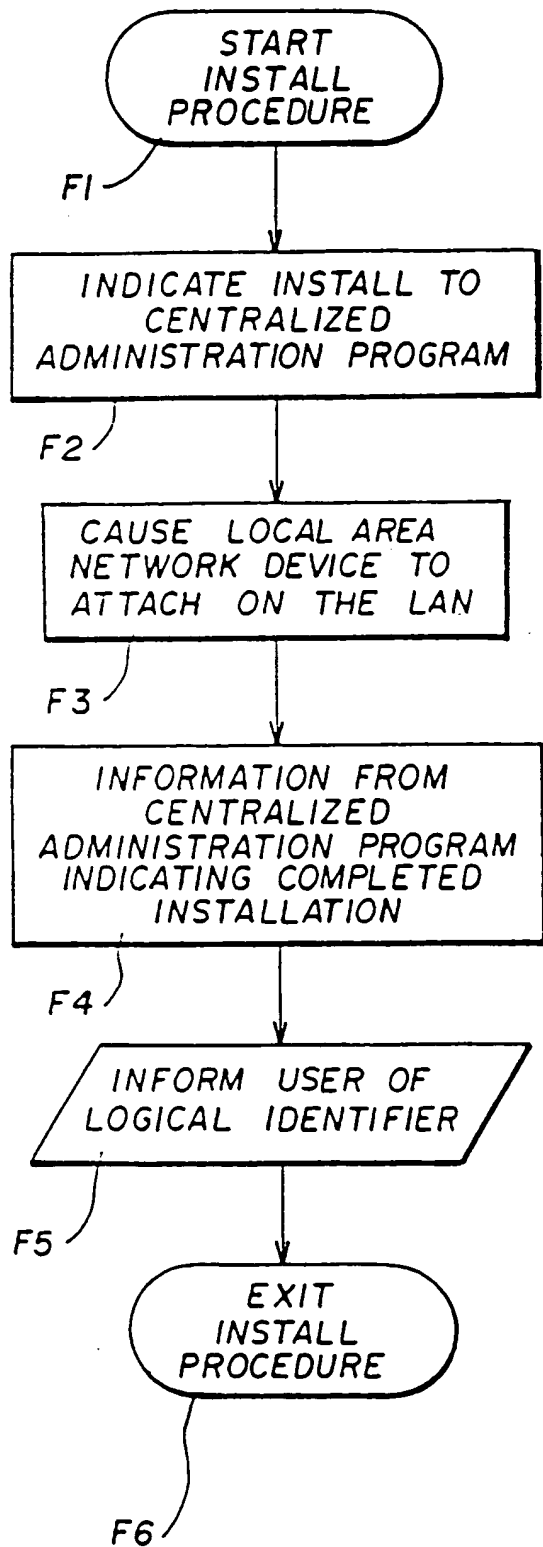 START
INSTALL
PROCEDURE
F1
INDICATE INSTALL TO
CENTRALIZED
ADMINISTRATION PROGRAM
F2
CAUSE LOCAL AREA
NETWORK DEVICE TO
ATTACH ON THE LAN
F3
INFORMATION FROM
CENTRALIZED
ADMINISTRATION PROGRAM
INDICATING COMPLETED
INSTALLATION
F4
INFORM USER OF
LOGICAL IDENTIFIER
F5
EXIT
INSTALL
PROCEDURE
F6